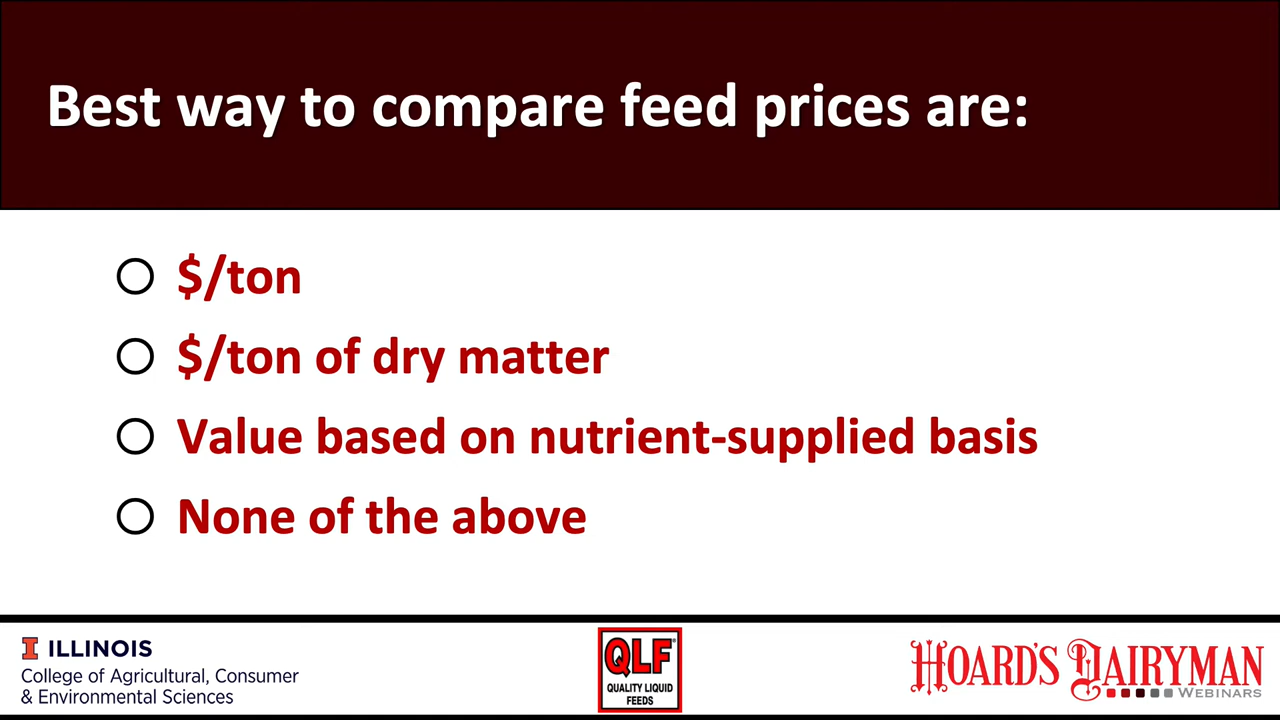 Best way to compare feed prices are:
$/ton
$/ton of dry matter
Value based on nutrient-supplied basis
None of the above
I ILLINOIS
College of Agricultural, Consumer
& Environmental Sciences
QLF®
QUALITY LIQUID
FEEDS
HOARD'S DAIRYMAN
WEBINARS